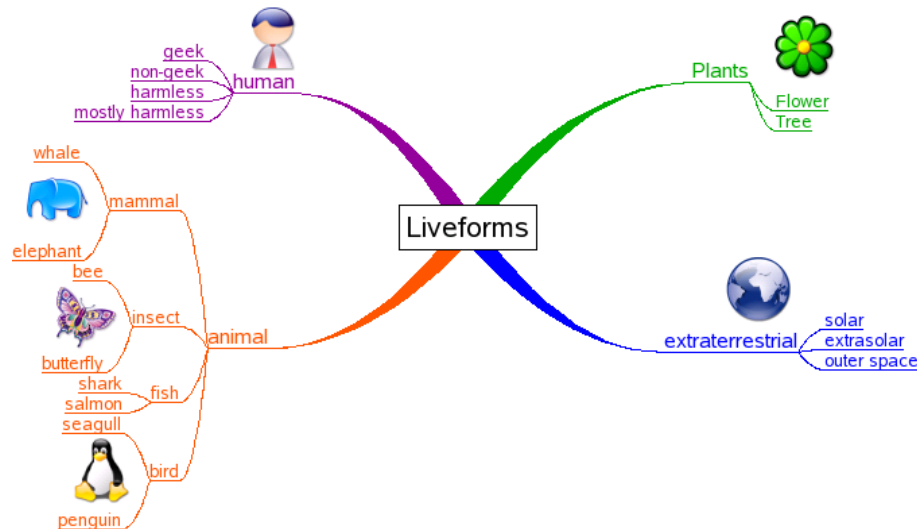 geek
non-geek
human
harmless
mostly harmless
Plants
Flower
Tree
whale
mammal
elephant
Liveforms
bee
insect
butterfly
animal
shark
fish
salmon
seagull
bird
penguin
extraterrestrial
solar
extrasolar
outer space